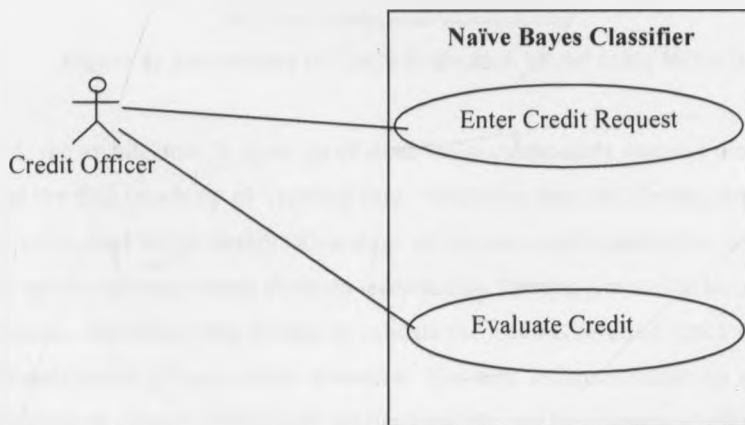 Naïve Bayes Classifier
Enter Credit Request
Credit Officer
Evaluate Credit